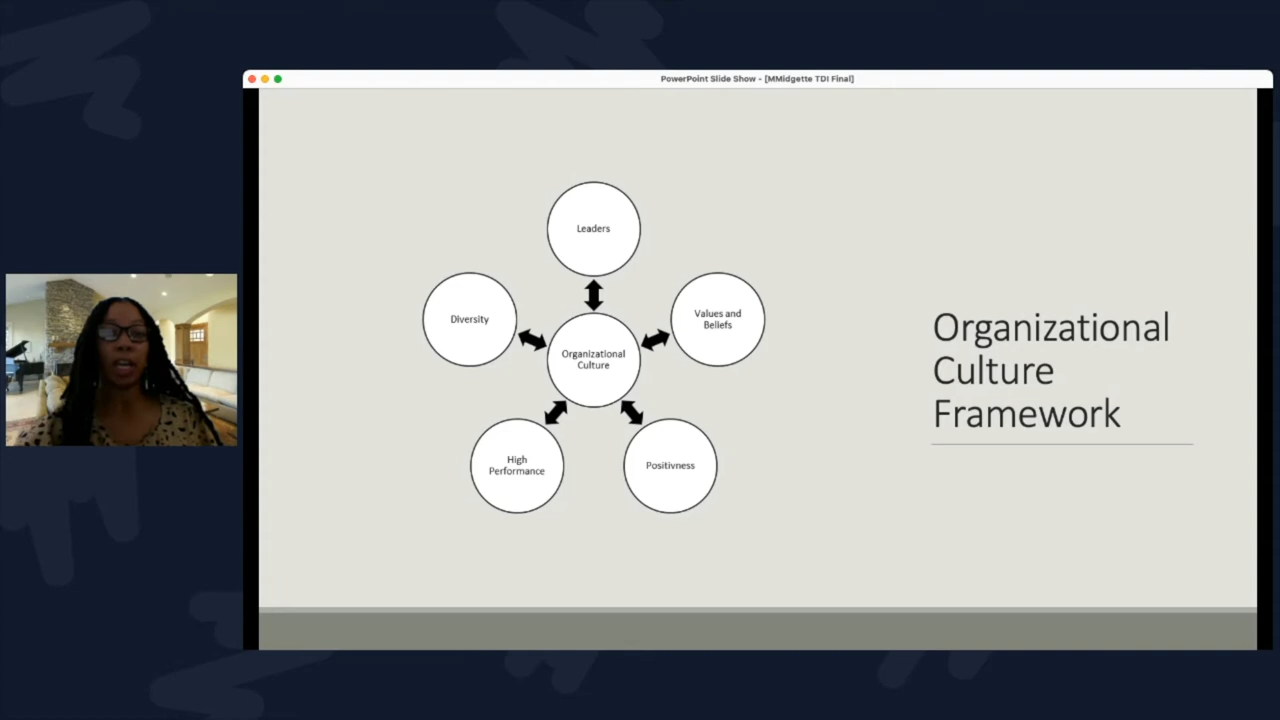 PowerPoint Slide Show - [MMidgette TDI Final]
Leaders
Diversity
Values and
Beliefs
Organizational
Culture
High
Performance
Positivness
Organizational
Culture
Framework